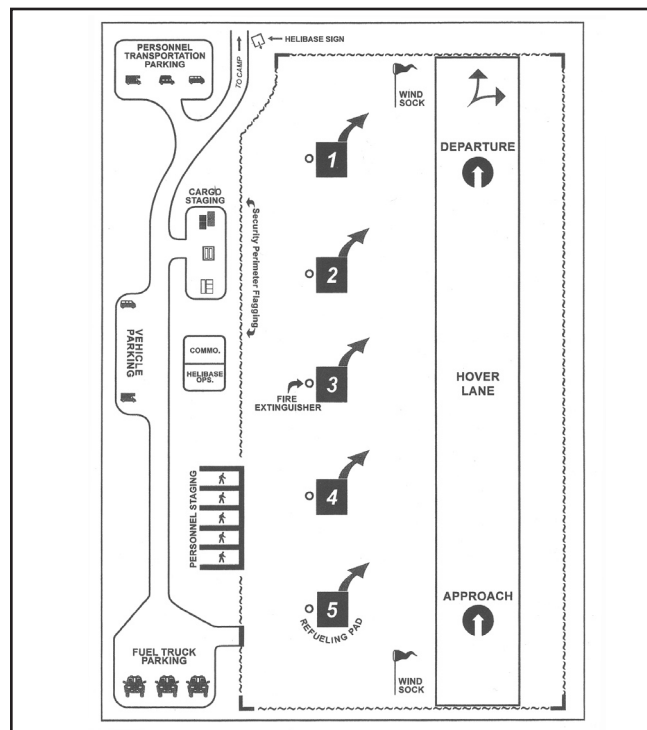 PERSONNEL
TRANSPORTATION
PARKING
TO CAMP
HELIBASE SIGN
WIND
SOCK
DEPARTURE
1
CARGO
STAGING
Security Perimeter Flagging
2
VEHICLE
PARKING
COMMO.
HELIBASE
OPS.
3
FIRE
EXTINGUISHER
HOVER
LANE
PERSONNEL STAGING
4
5
REFUELING PAD
APPROACH
FUEL TRUCK
PARKING
WIND
SOCK